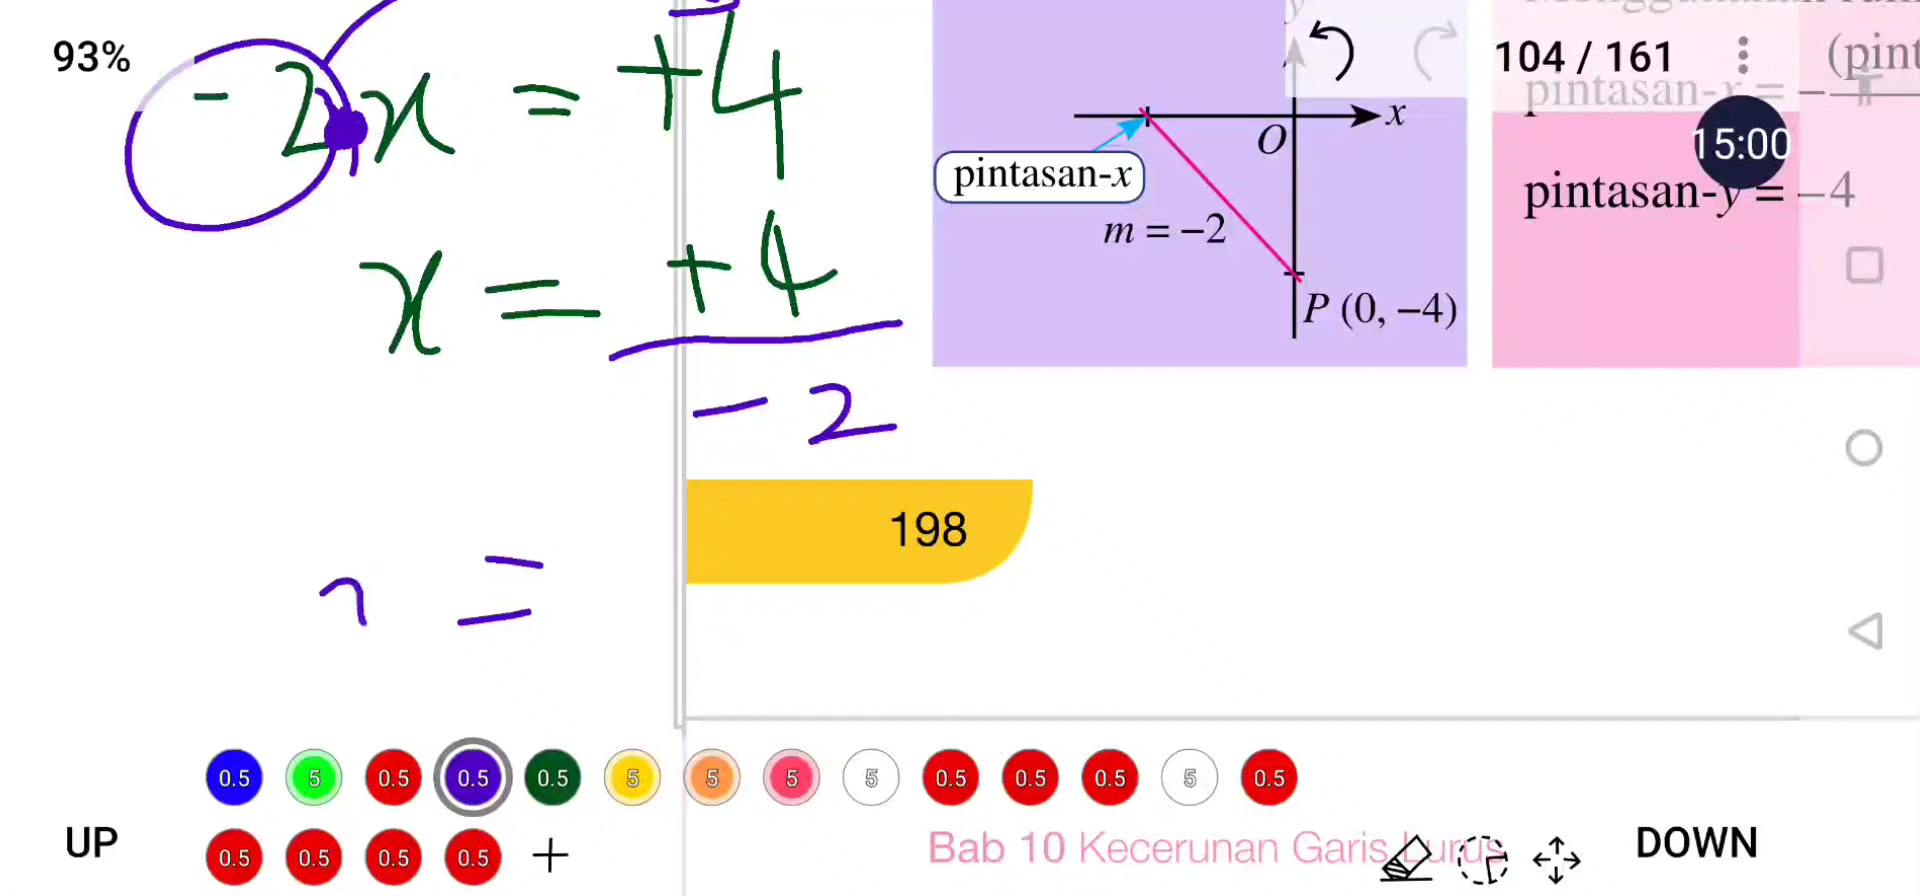 93%
- 2x = +4
x = +4
- 2
=
y
x
O
pintasan-x
m = −2
P (0, −4)
104 / 161
(pint
pintasan-x = −
15:00
pintasan-y = −4
198
0.5 5 0.5 0.5 0.5 5 5 5 5 0.5 0.5 0.5 5 0.5
UP
0.5 0.5 0.5 0.5 +
Bab 10 Kecerunan Garis Lurus
DOWN